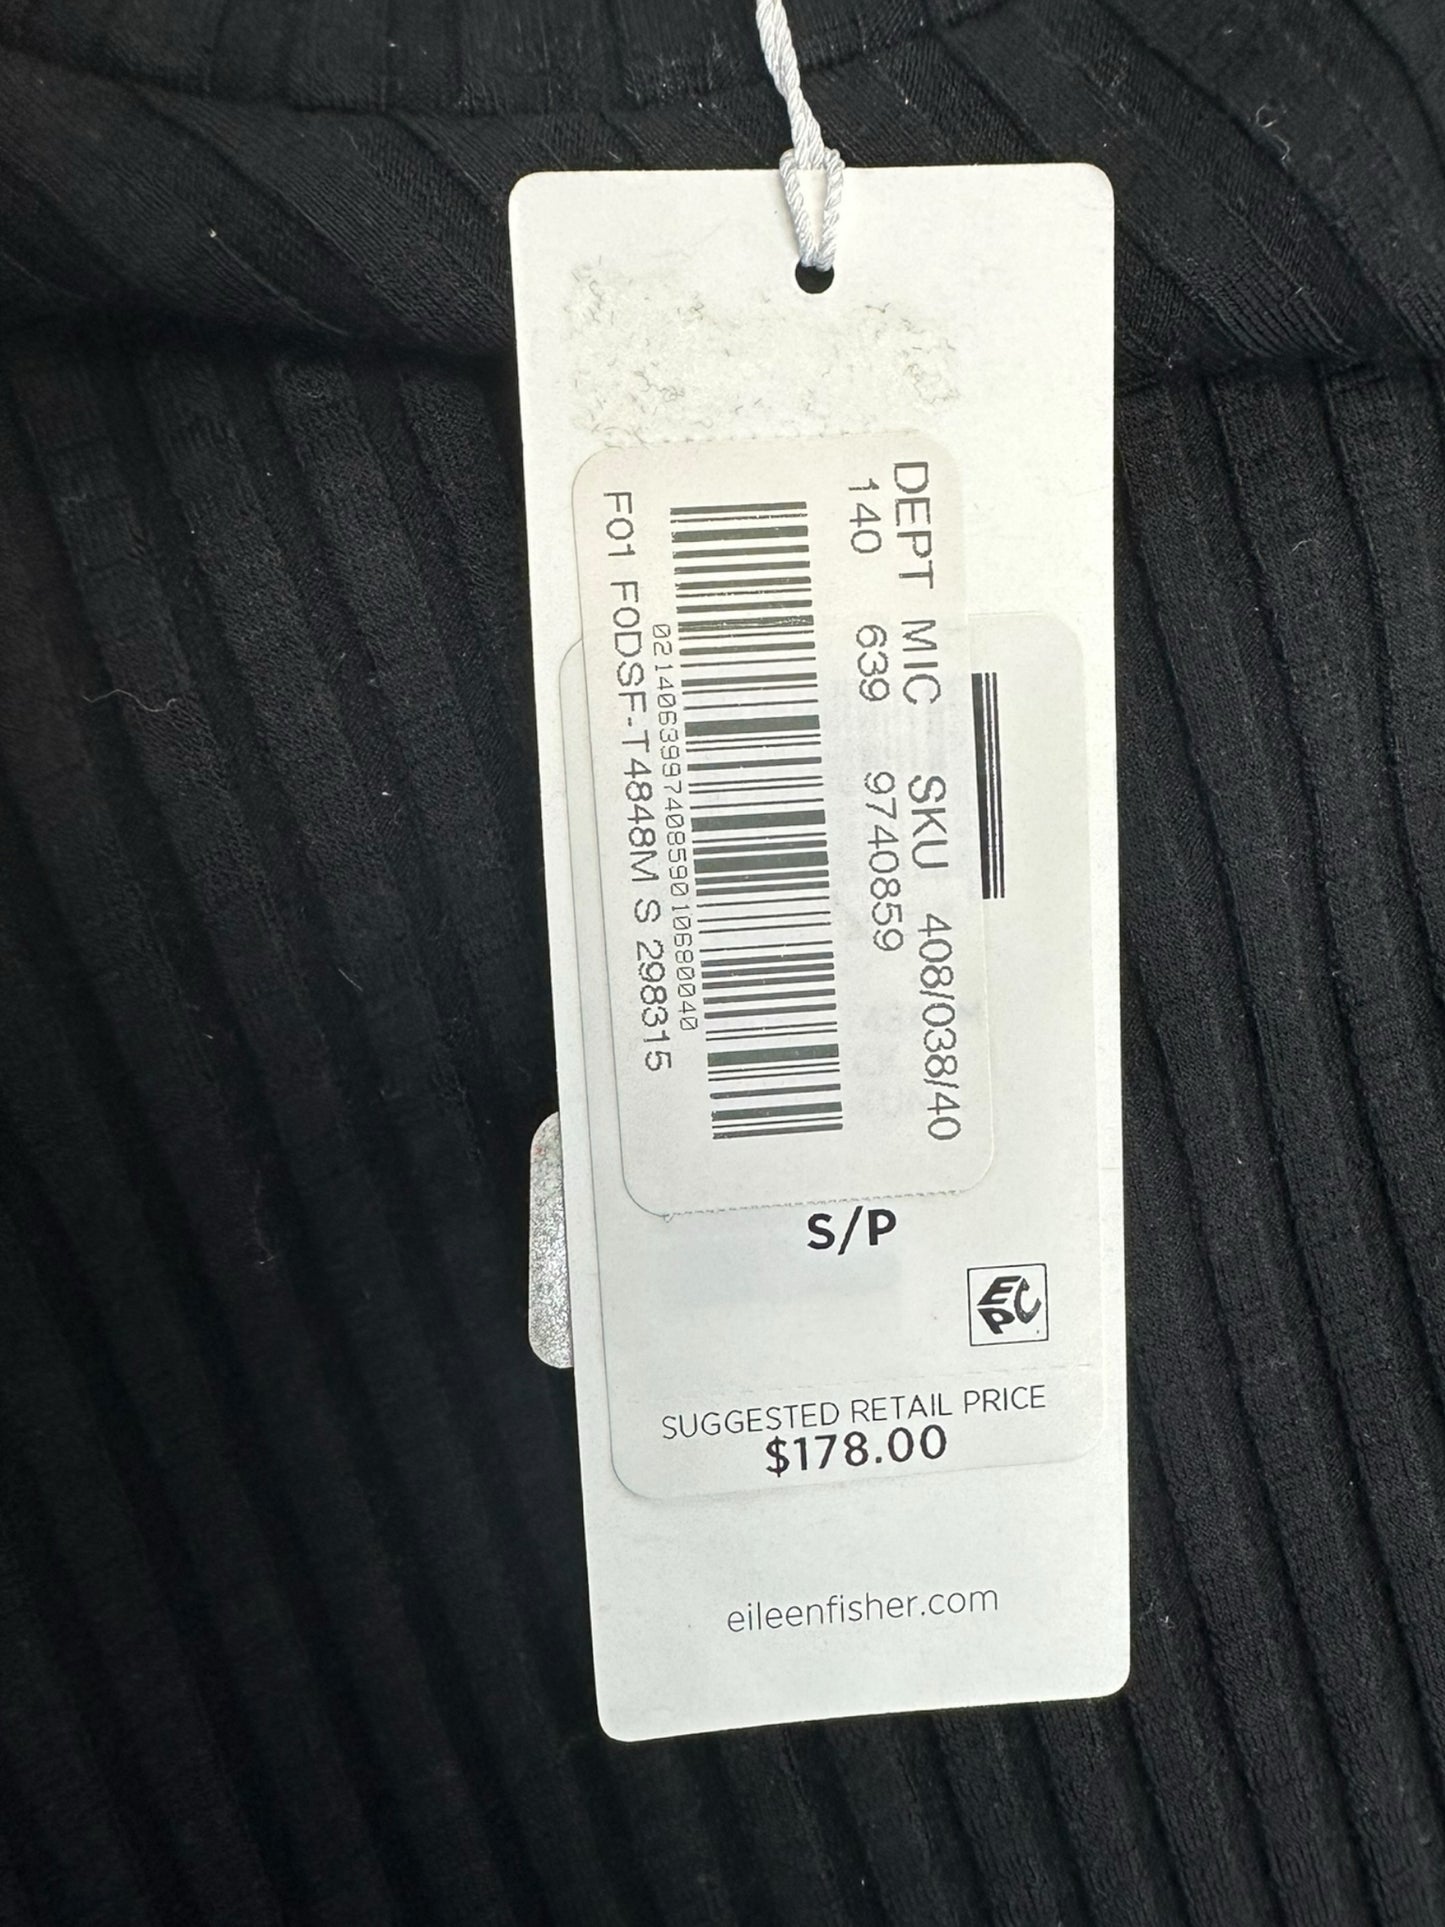 DEPT MIC SKU 408/038/40
140 639 9740859
021406399740859010680040
F01 F0DSF-T4848M S 298315
S/P
EPC
SUGGESTED RETAIL PRICE
$178.00
eileenfisher.com